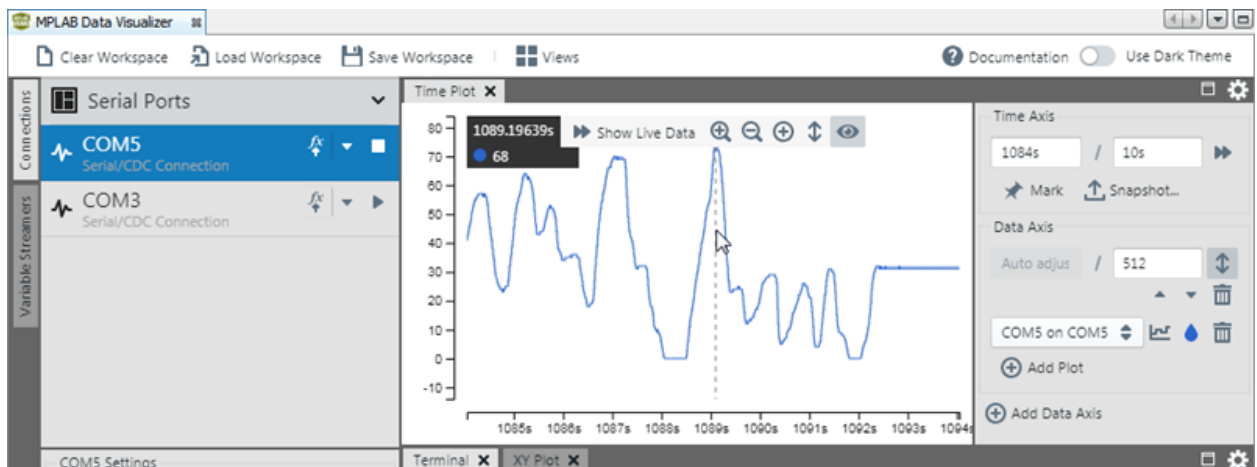 MPLAB Data Visualizer
Clear Workspace Load Workspace Save Workspace Views Documentation Use Dark Theme
Connections
Variable Streamers
Serial Ports
COM5
Serial/CDC Connection
fx
COM3
Serial/CDC Connection
fx
COM5 Settings
Time Plot
1089.19639s
68
Show Live Data
80
70
60
50
40
30
20
10
0
-10
1085s 1086s 1087s 1088s 1089s 1090s 1091s 1092s 1093s 1094s
Time Axis
1084s / 10s
Mark Snapshot...
Data Axis
Auto adjus / 512
COM5 on COM5
Add Plot
Add Data Axis
Terminal XY Plot